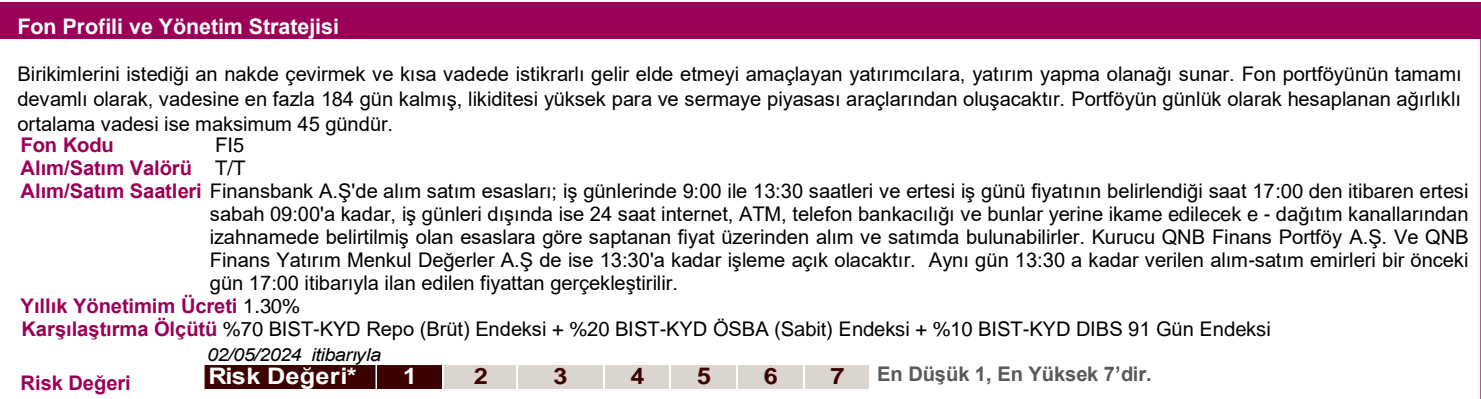 Fon Profili ve Yönetim Stratejisi
Birikimlerini istediği an nakde çevirmek ve kısa vadede istikrarlı gelir elde etmeyi amaçlayan yatırımcılara, yatırım yapma olanağı sunar. Fon portföyünün tamamı
devamlı olarak, vadesine en fazla 184 gün kalmış, likiditesi yüksek para ve sermaye piyasası araçlarından oluşacaktır. Portföyün günlük olarak hesaplanan ağırlıklı
ortalama vadesi ise maksimum 45 gündür.
Fon Kodu FI5
Alım/Satım Valörü T/T
Alım/Satım Saatleri Finansbank A.Ş'de alım satım esasları; iş günlerinde 9:00 ile 13:30 saatleri ve ertesi iş günü fiyatının belirlendiği saat 17:00 den itibaren ertesi
sabah 09:00'a kadar, iş günleri dışında ise 24 saat internet, ATM, telefon bankacılığı ve bunlar yerine ikame edilecek e - dağıtım kanallarından
izahnamede belirtilmiş olan esaslara göre saptanan fiyat üzerinden alım ve satımda bulunabilirler. Kurucu QNB Finans Portföy A.Ş. Ve QNB
Finans Yatırım Menkul Değerler A.Ş de ise 13:30'a kadar işleme açık olacaktır. Aynı gün 13:30 a kadar verilen alım-satım emirleri bir önceki
gün 17:00 itibarıyla ilan edilen fiyattan gerçekleştirilir.
Yıllık Yönetimim Ücreti 1.30%
Karşılaştırma Ölçütü %70 BIST-KYD Repo (Brüt) Endeksi + %20 BIST-KYD ÖSBA (Sabit) Endeksi + %10 BIST-KYD DIBS 91 Gün Endeksi
02/05/2024 itibarıyla
Risk Değeri Risk Değeri* 1 2 3 4 5 6 7 En Düşük 1, En Yüksek 7’dir.